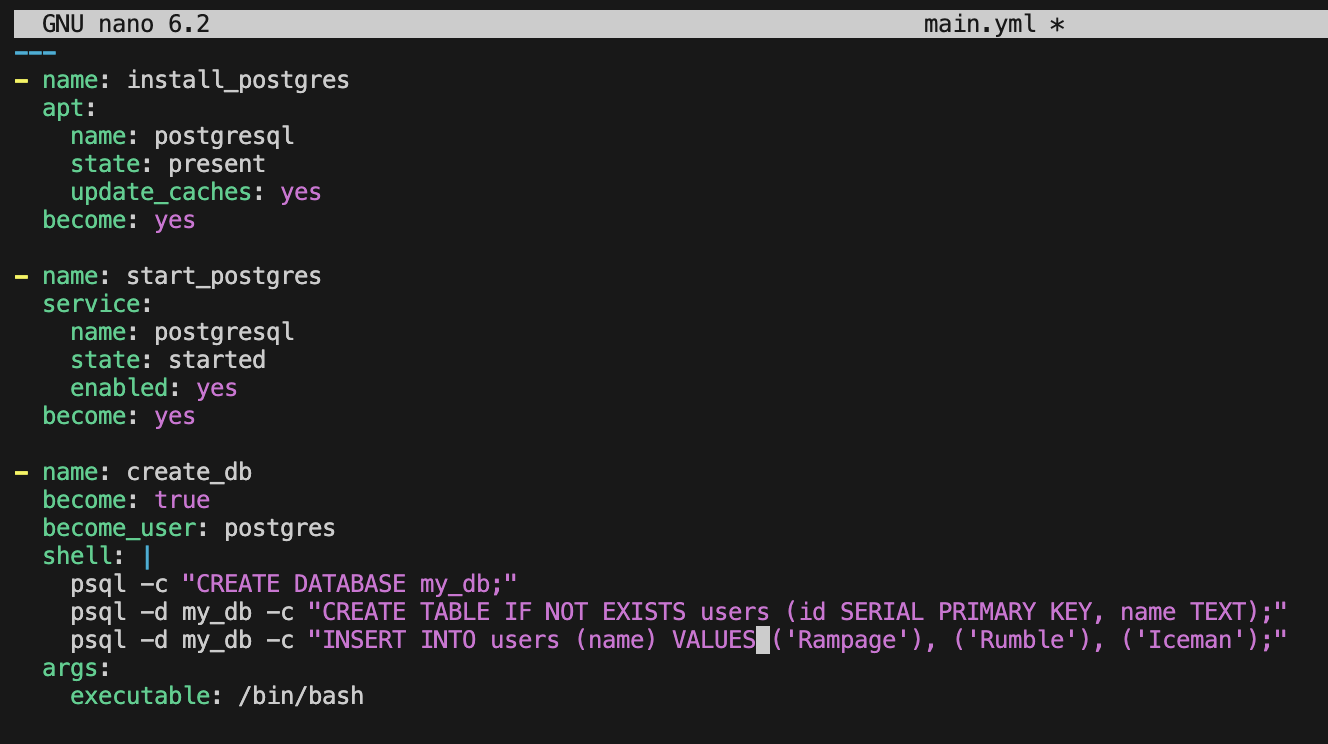 GNU nano 6.2 main.yml *
---
- name: install_postgres
  apt:
    name: postgresql
    state: present
    update_caches: yes
  become: yes

- name: start_postgres
  service:
    name: postgresql
    state: started
    enabled: yes
  become: yes

- name: create_db
  become: true
  become_user: postgres
  shell: |
    psql -c "CREATE DATABASE my_db;"
    psql -d my_db -c "CREATE TABLE IF NOT EXISTS users (id SERIAL PRIMARY KEY, name TEXT);"
    psql -d my_db -c "INSERT INTO users (name) VALUES ('Rampage'), ('Rumble'), ('Iceman');"
  args:
    executable: /bin/bash